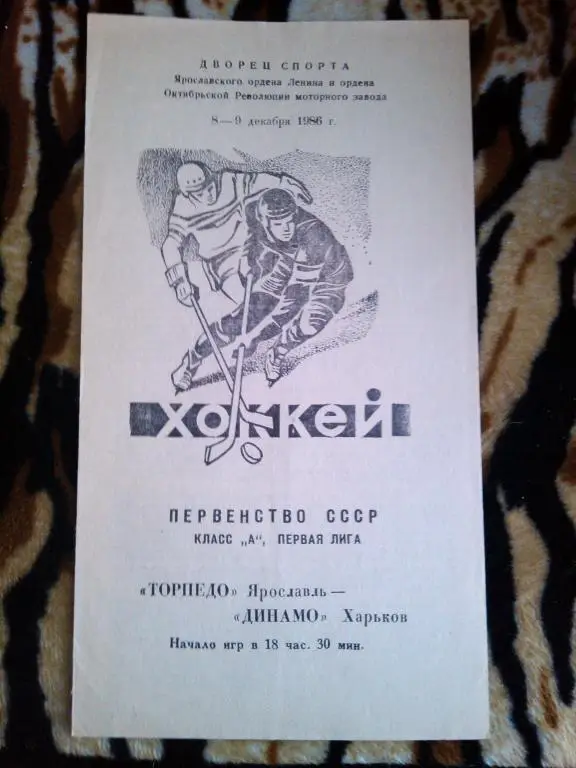 ДВОРЕЦ СПОРТА
Ярославского ордена Ленина и ордена
Октябрьской Революции моторного завода
8—9 декабря 1986 г.
хоккей
ПЕРВЕНСТВО СССР
КЛАСС „А“, ПЕРВАЯ ЛИГА
«ТОРПЕДО» Ярославль—
«ДИНАМО» Харьков
Начало игр в 18 час. 30 мин.